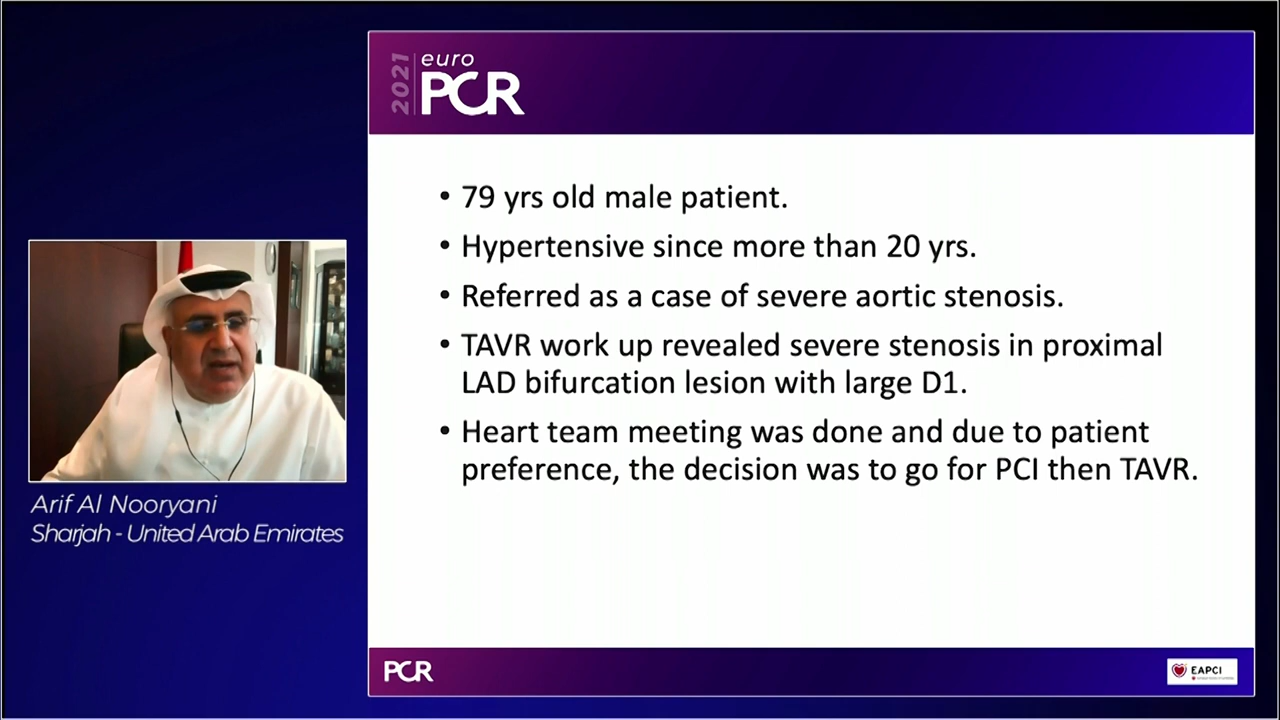 2021
euro
PCR
• 79 yrs old male patient.
• Hypertensive since more than 20 yrs.
• Referred as a case of severe aortic stenosis.
• TAVR work up revealed severe stenosis in proximal
LAD bifurcation lesion with large D1.
• Heart team meeting was done and due to patient
preference, the decision was to go for PCI then TAVR.
Arif Al Nooryani
Sharjah - United Arab Emirates
PCR
EAPCI